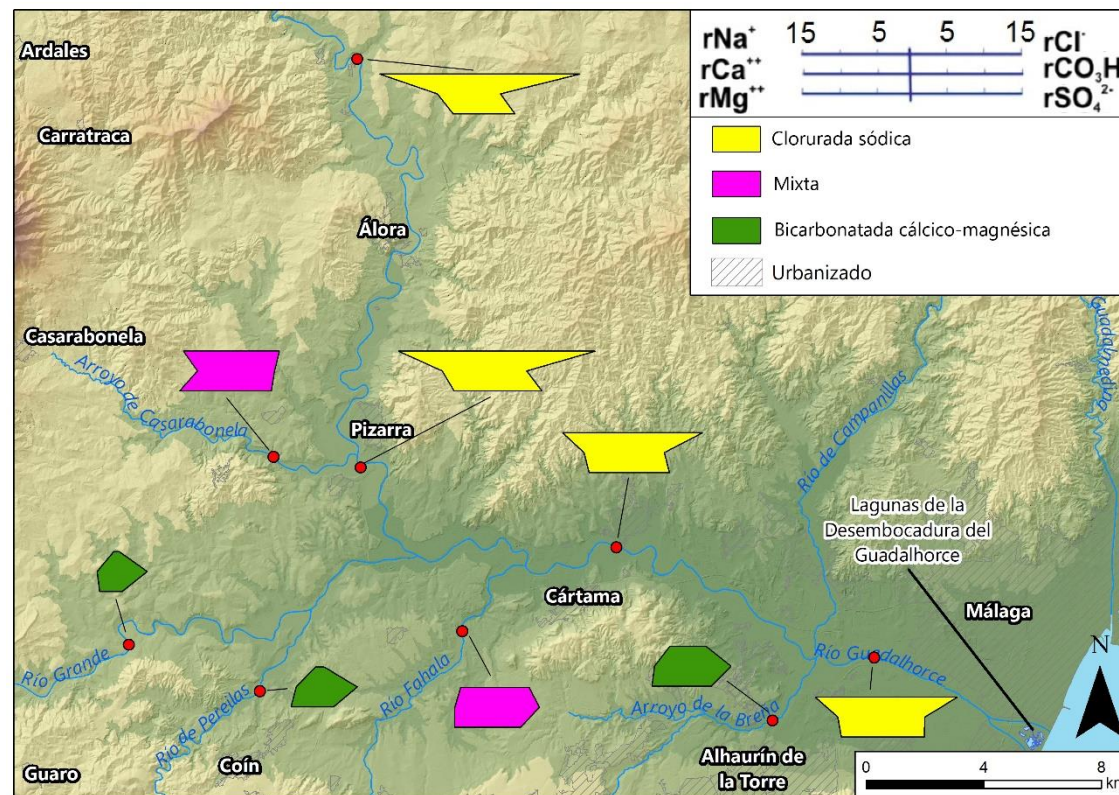 Ardales
Carratraca
Álora
Casarabonela
Arroyo de Casarabonela
Pizarra
Río de Campanillas
Guadalmedina
Lagunas de la
Desembocadura del
Guadalhorce
Cártama
Málaga
Río Grande
Río de Pereilas
Río Fahala
Arroyo de la Breña
Río Guadalhorce
Guaro
Coín
Alhaurín de
la Torre
N
0 4 8
km
15 5 5 15
rNa⁺ rCl⁻
rCa⁺⁺ rCO₃H
rMg⁺⁺ rSO₄²⁻
Clorurada sódica
Mixta
Bicarbonatada cálcico-magnésica
Urbanizado